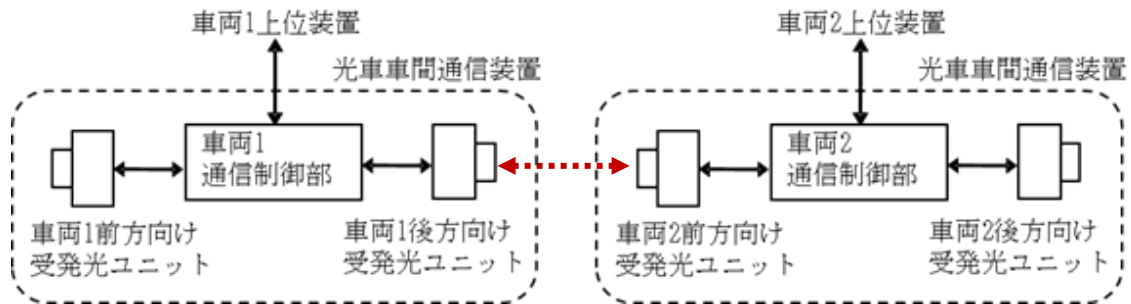 車両1上位装置
光車車間通信装置
車両1
通信制御部
車両1前方向け
受発光ユニット
車両1後方向け
受発光ユニット
車両2上位装置
光車車間通信装置
車両2
通信制御部
車両2前方向け
受発光ユニット
車両2後方向け
受発光ユニット